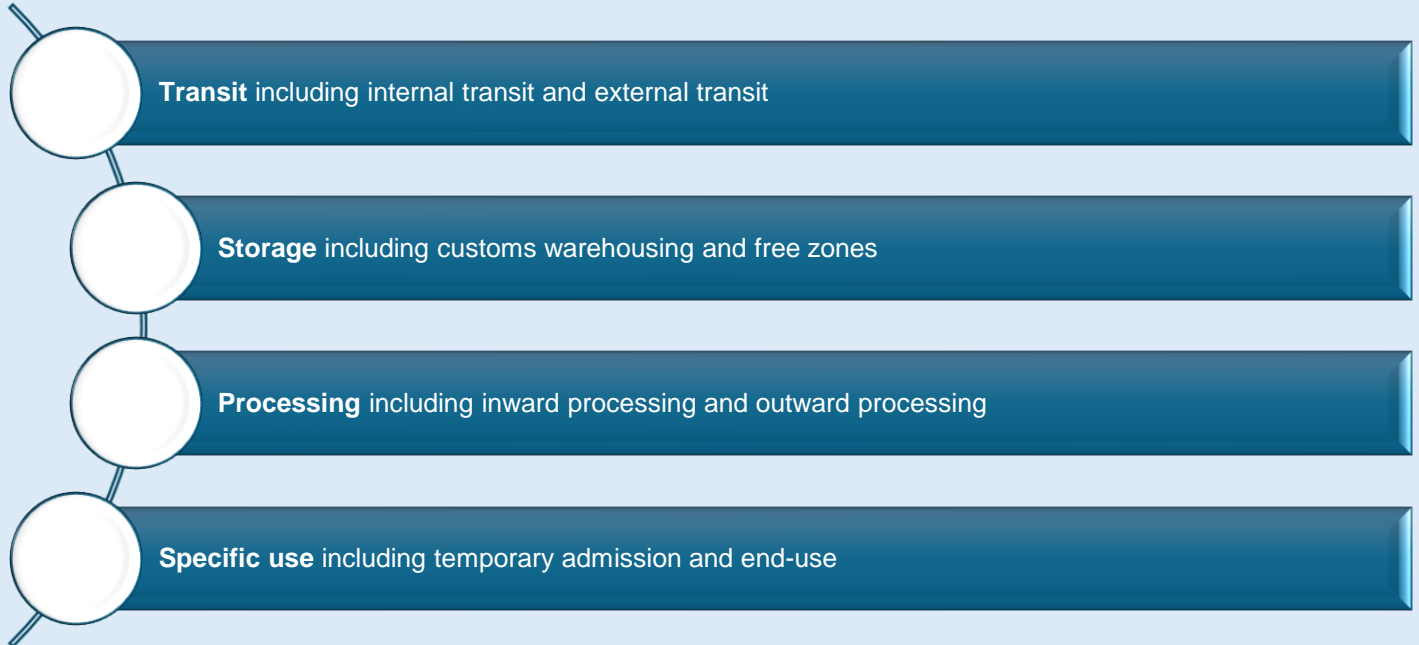 Transit including internal transit and external transit
Storage including customs warehousing and free zones
Processing including inward processing and outward processing
Specific use including temporary admission and end-use